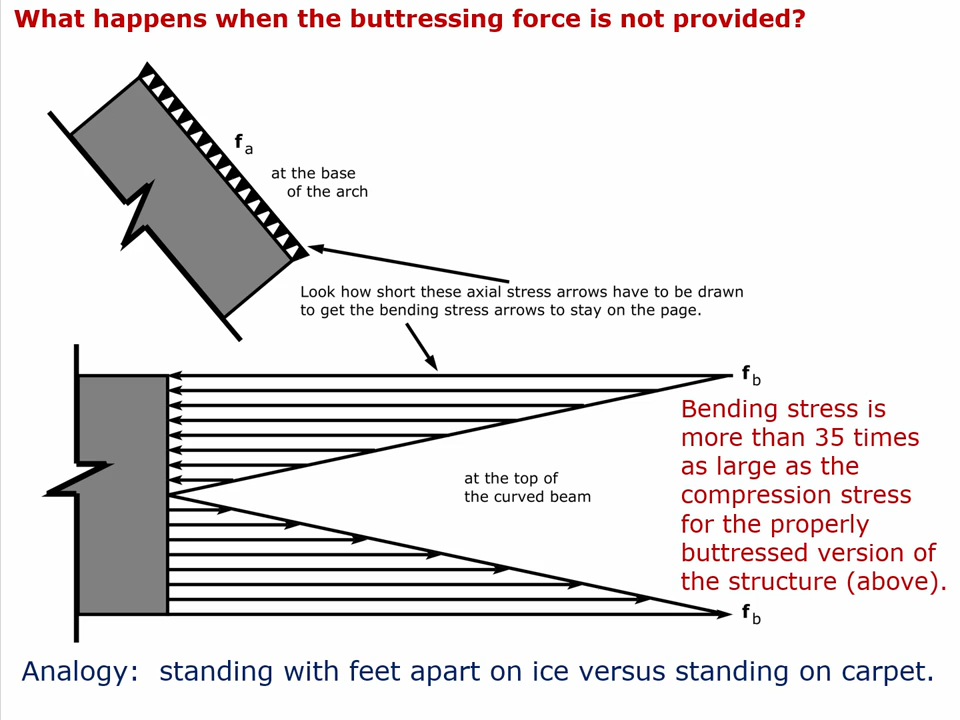 What happens when the buttressing force is not provided?
fa
at the base
of the arch
Look how short these axial stress arrows have to be drawn
to get the bending stress arrows to stay on the page.
fb
Bending stress is
more than 35 times
as large as the
compression stress
for the properly
buttressed version of
the structure (above).
at the top of
the curved beam
fb
Analogy:  standing with feet apart on ice versus standing on carpet.